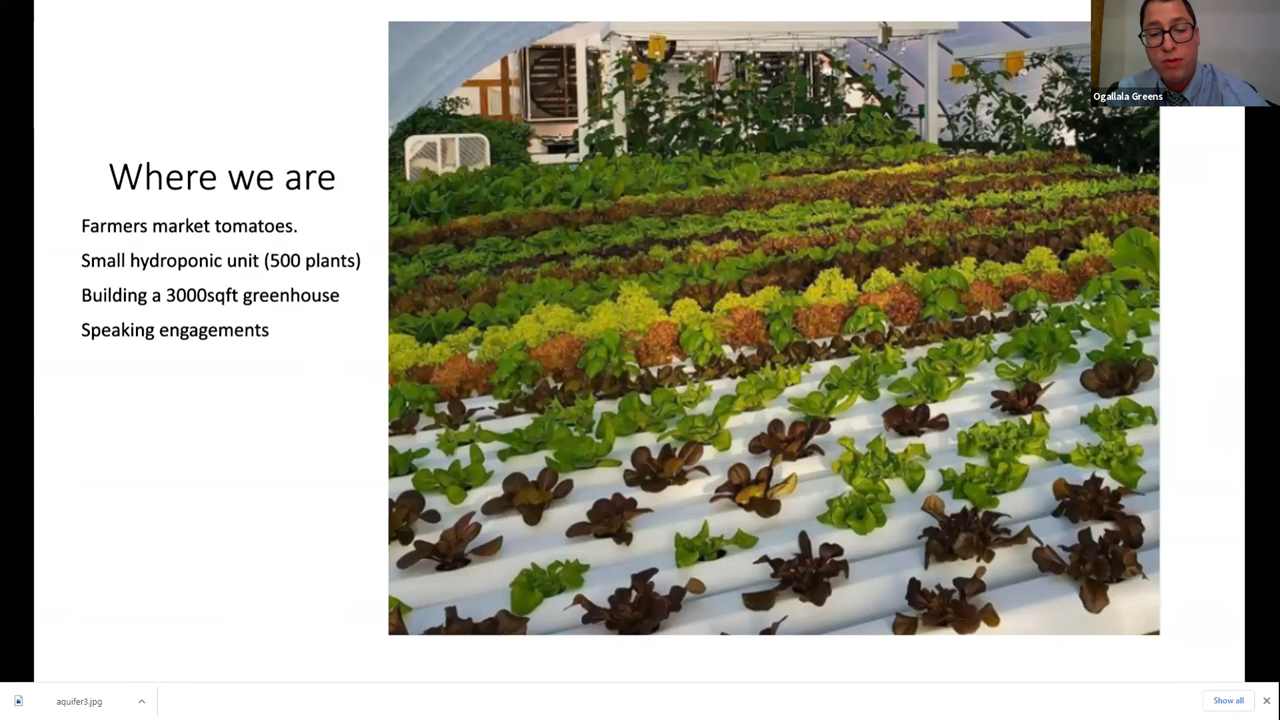 Ogallala Greens
Where we are
Farmers market tomatoes.
Small hydroponic unit (500 plants)
Building a 3000sqft greenhouse
Speaking engagements
aquifer3.jpg
Show all